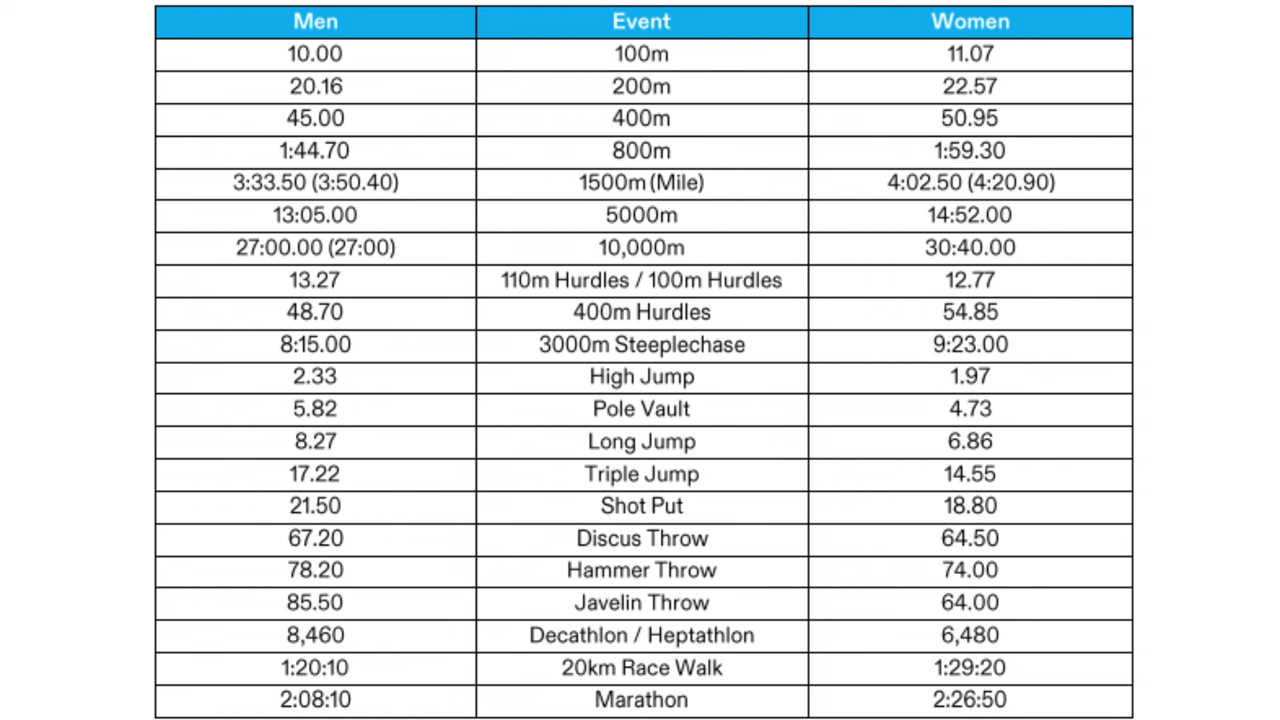 Men Event Women
10.00 100m 11.07
20.16 200m 22.57
45.00 400m 50.95
1:44.70 800m 1:59.30
3:33.50 (3:50.40) 1500m (Mile) 4:02.50 (4:20.90)
13:05.00 5000m 14:52.00
27:00.00 (27:00) 10,000m 30:40.00
13.27 110m Hurdles / 100m Hurdles 12.77
48.70 400m Hurdles 54.85
8:15.00 3000m Steeplechase 9:23.00
2.33 High Jump 1.97
5.82 Pole Vault 4.73
8.27 Long Jump 6.86
17.22 Triple Jump 14.55
21.50 Shot Put 18.80
67.20 Discus Throw 64.50
78.20 Hammer Throw 74.00
85.50 Javelin Throw 64.00
8,460 Decathlon / Heptathlon 6,480
1:20:10 20km Race Walk 1:29:20
2:08:10 Marathon 2:26:50